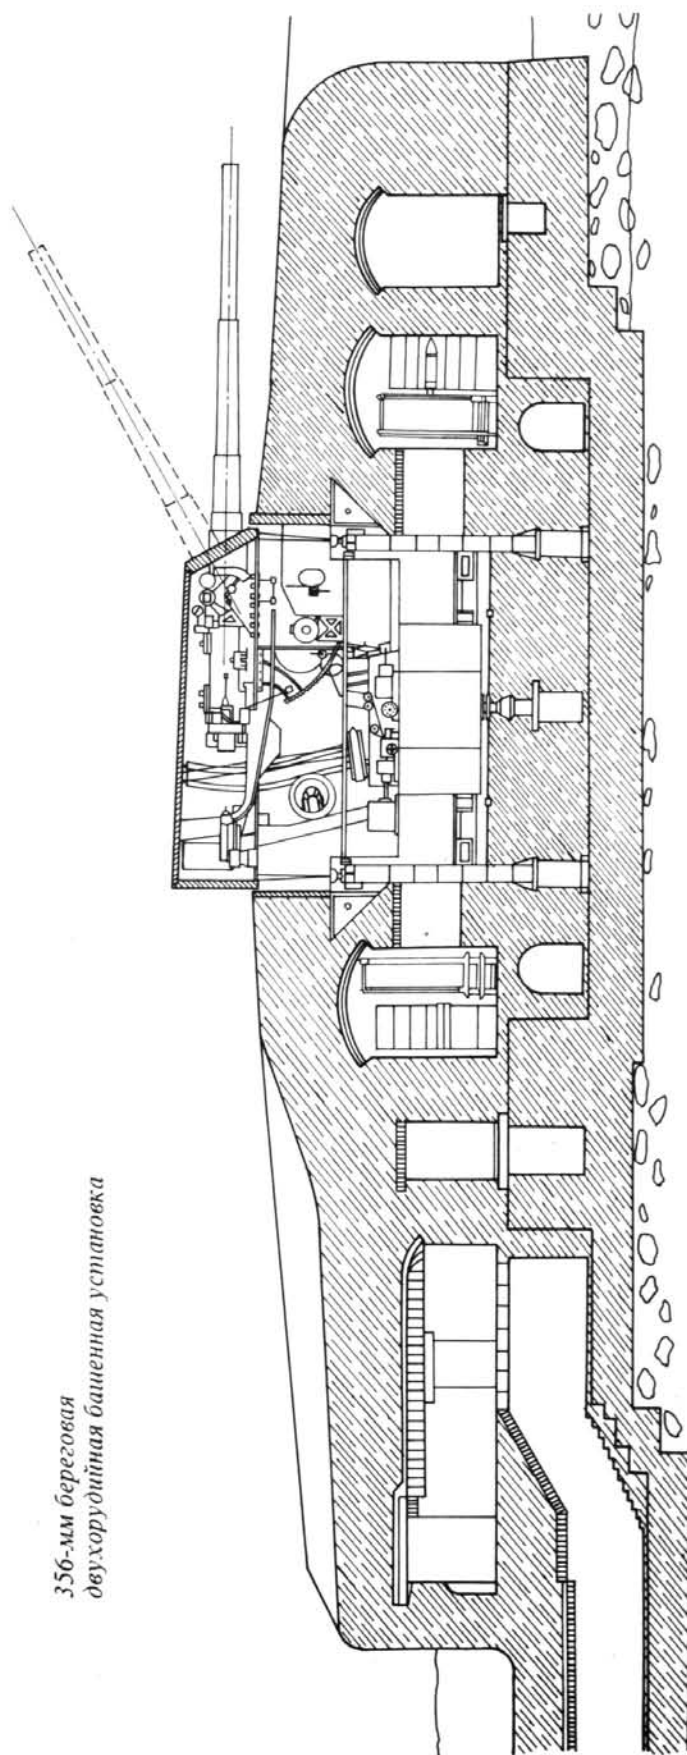 356-мм береговая
двухорудийная башенная установка